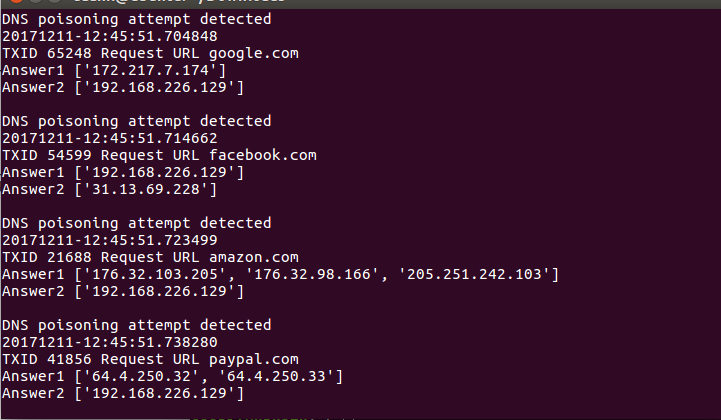 DNS poisoning attempt detected
20171211-12:45:51.704848
TXID 65248 Request URL google.com
Answer1 ['172.217.7.174']
Answer2 ['192.168.226.129']
DNS poisoning attempt detected
20171211-12:45:51.714662
TXID 54599 Request URL facebook.com
Answer1 ['192.168.226.129']
Answer2 ['31.13.69.228']
DNS poisoning attempt detected
20171211-12:45:51.723499
TXID 21688 Request URL amazon.com
Answer1 ['176.32.103.205', '176.32.98.166', '205.251.242.103']
Answer2 ['192.168.226.129']
DNS poisoning attempt detected
20171211-12:45:51.738280
TXID 41856 Request URL paypal.com
Answer1 ['64.4.250.32', '64.4.250.33']
Answer2 ['192.168.226.129']